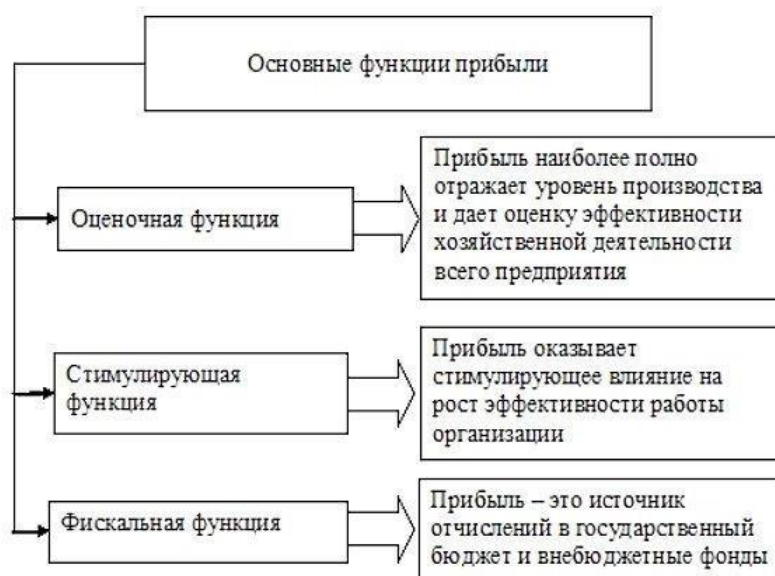 Основные функции прибыли
Оценочная функция
Прибыль наиболее полно
отражает уровень производства
и дает оценку эффективности
хозяйственной деятельности
всего предприятия
Стимулирующая
функция
Прибыль оказывает
стимулирующее влияние на
рост эффективности работы
организации
Фискальная функция
Прибыль – это источник
отчислений в государственный
бюджет и внебюджетные фонды